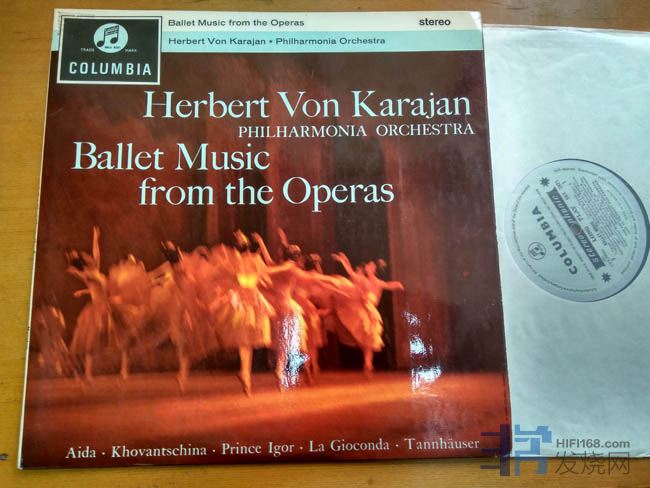 Ballet Music from the Operas
stereo
Herbert Von Karajan • Philharmonia Orchestra
TRADE MARK
COLUMBIA
Herbert Von Karajan
PHILHARMONIA ORCHESTRA
Ballet Music
from the Operas
Aida · Khovantschina · Prince Igor · La Gioconda · Tannhäuser
COLUMBIA
HIFI168.com
发烧网